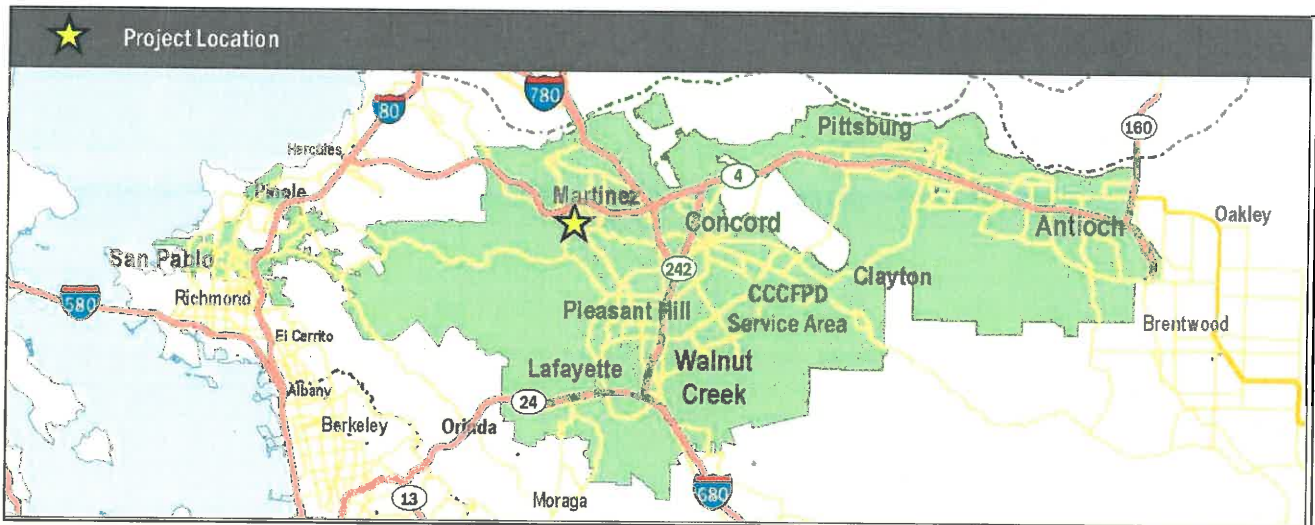 Project Location
80
780
160
Pittsburg
Hercules
4
Pinole
Martinez
Oakley
Concord
Antioch
San Pablo
242
Clayton
580
Richmond
Pleasant Hill
CCCFPD
Service Area
Brentwood
El Cerrito
Lafayette
Walnut
Creek
Albany
24
Berkeley
Orinda
13
Moraga
680